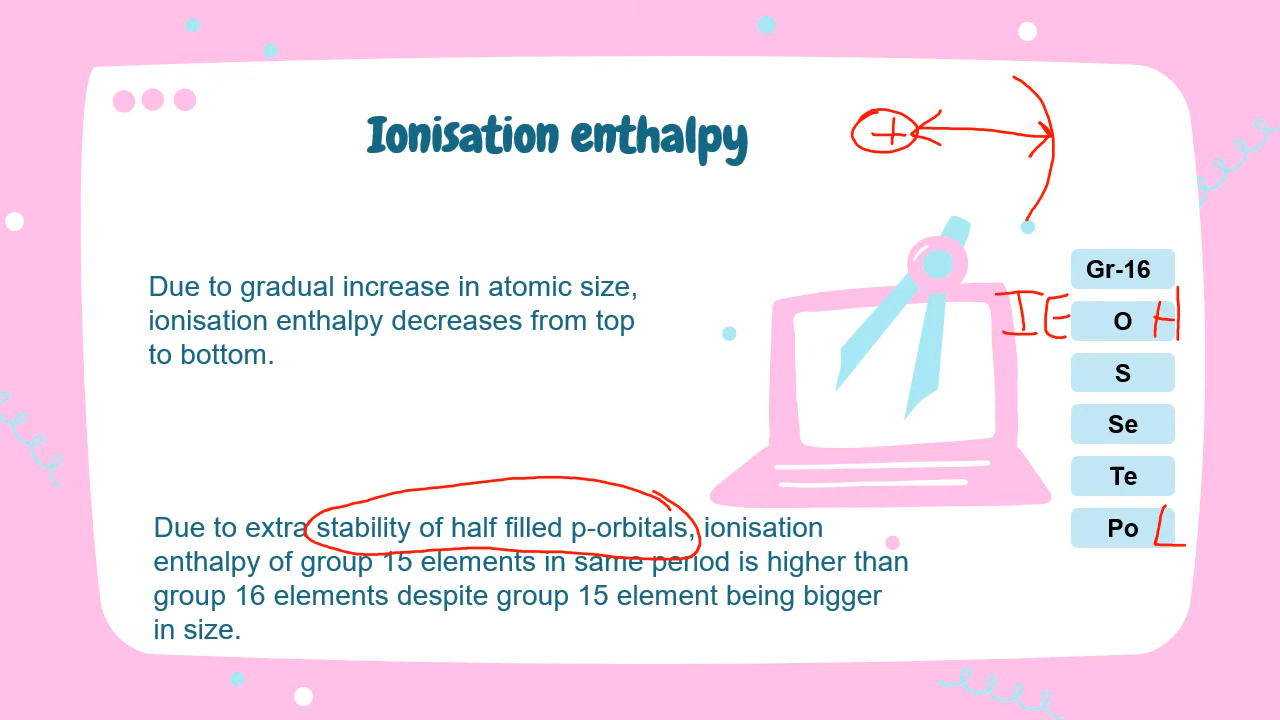 Ionisation enthalpy
+
Due to gradual increase in atomic size,
ionisation enthalpy decreases from top
to bottom.
Gr-16
IE O H
S
Se
Te
Po L
Due to extra stability of half filled p-orbitals, ionisation
enthalpy of group 15 elements in same period is higher than
group 16 elements despite group 15 element being bigger
in size.